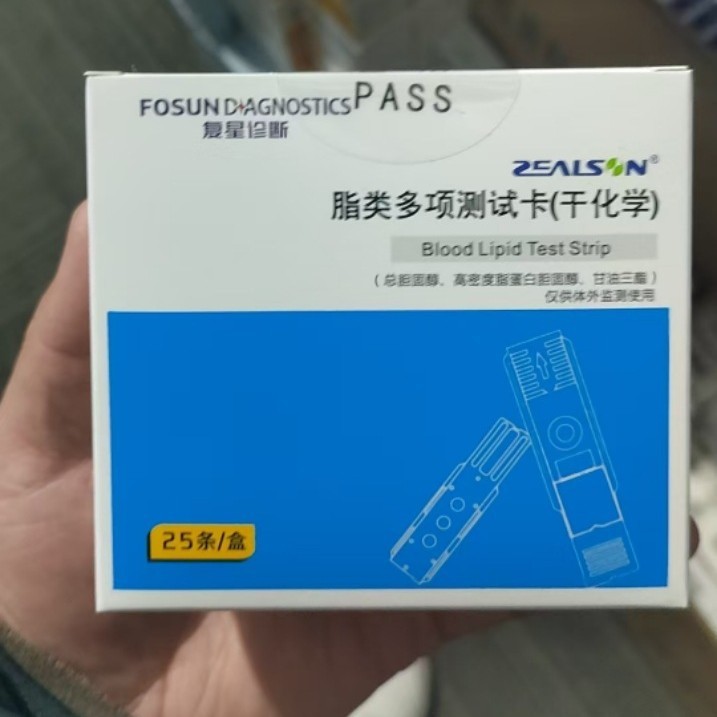 FOSUN DIAGNOSTICS PASS
复星诊断
ZEALSON®
脂类多项测试卡(干化学)
Blood Lipid Test Strip
(总胆固醇、高密度脂蛋白胆固醇、甘油三酯)
仅供体外监测使用
25条/盒